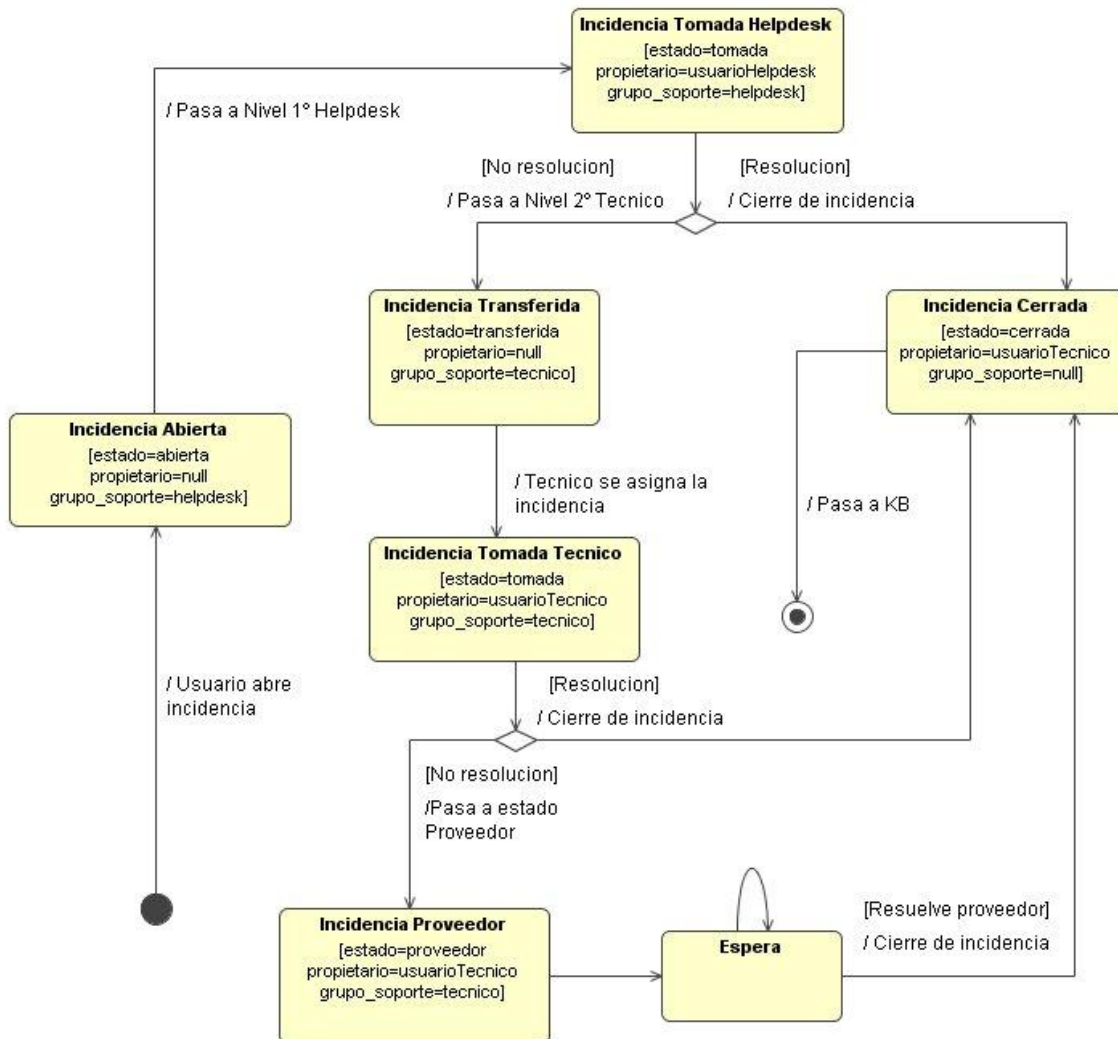 Incidencia Tomada Helpdesk
[estado=tomada
propietario=usuarioHelpdesk
grupo_soporte=helpdesk]
/ Pasa a Nivel 1º Helpdesk
[No resolucion]
/ Pasa a Nivel 2º Tecnico
[Resolucion]
/ Cierre de incidencia
Incidencia Transferida
[estado=transferida
propietario=null
grupo_soporte=tecnico]
Incidencia Cerrada
[estado=cerrada
propietario=usuarioTecnico
grupo_soporte=null]
Incidencia Abierta
[estado=abierta
propietario=null
grupo_soporte=helpdesk]
/ Tecnico se asigna la
incidencia
/ Pasa a KB
Incidencia Tomada Tecnico
[estado=tomada
propietario=usuarioTecnico
grupo_soporte=tecnico]
/ Usuario abre
incidencia
[Resolucion]
/ Cierre de incidencia
[No resolucion]
/Pasa a estado
Proveedor
Incidencia Proveedor
[estado=proveedor
propietario=usuarioTecnico
grupo_soporte=tecnico]
Espera
[Resuelve proveedor]
/ Cierre de incidencia